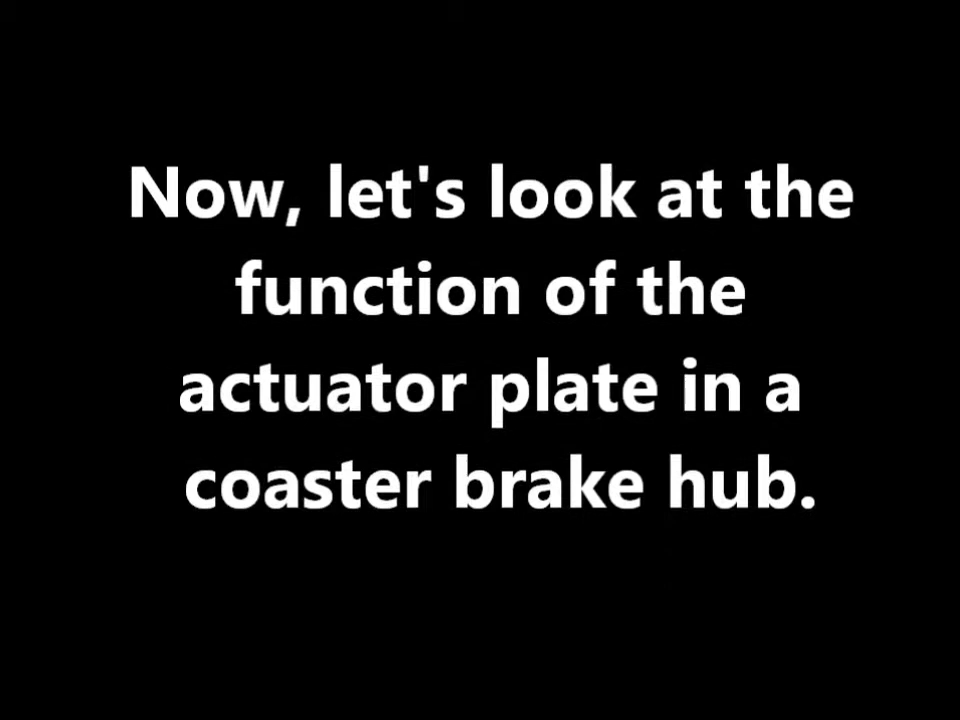 Now, let's look at the
function of the
actuator plate in a
coaster brake hub.